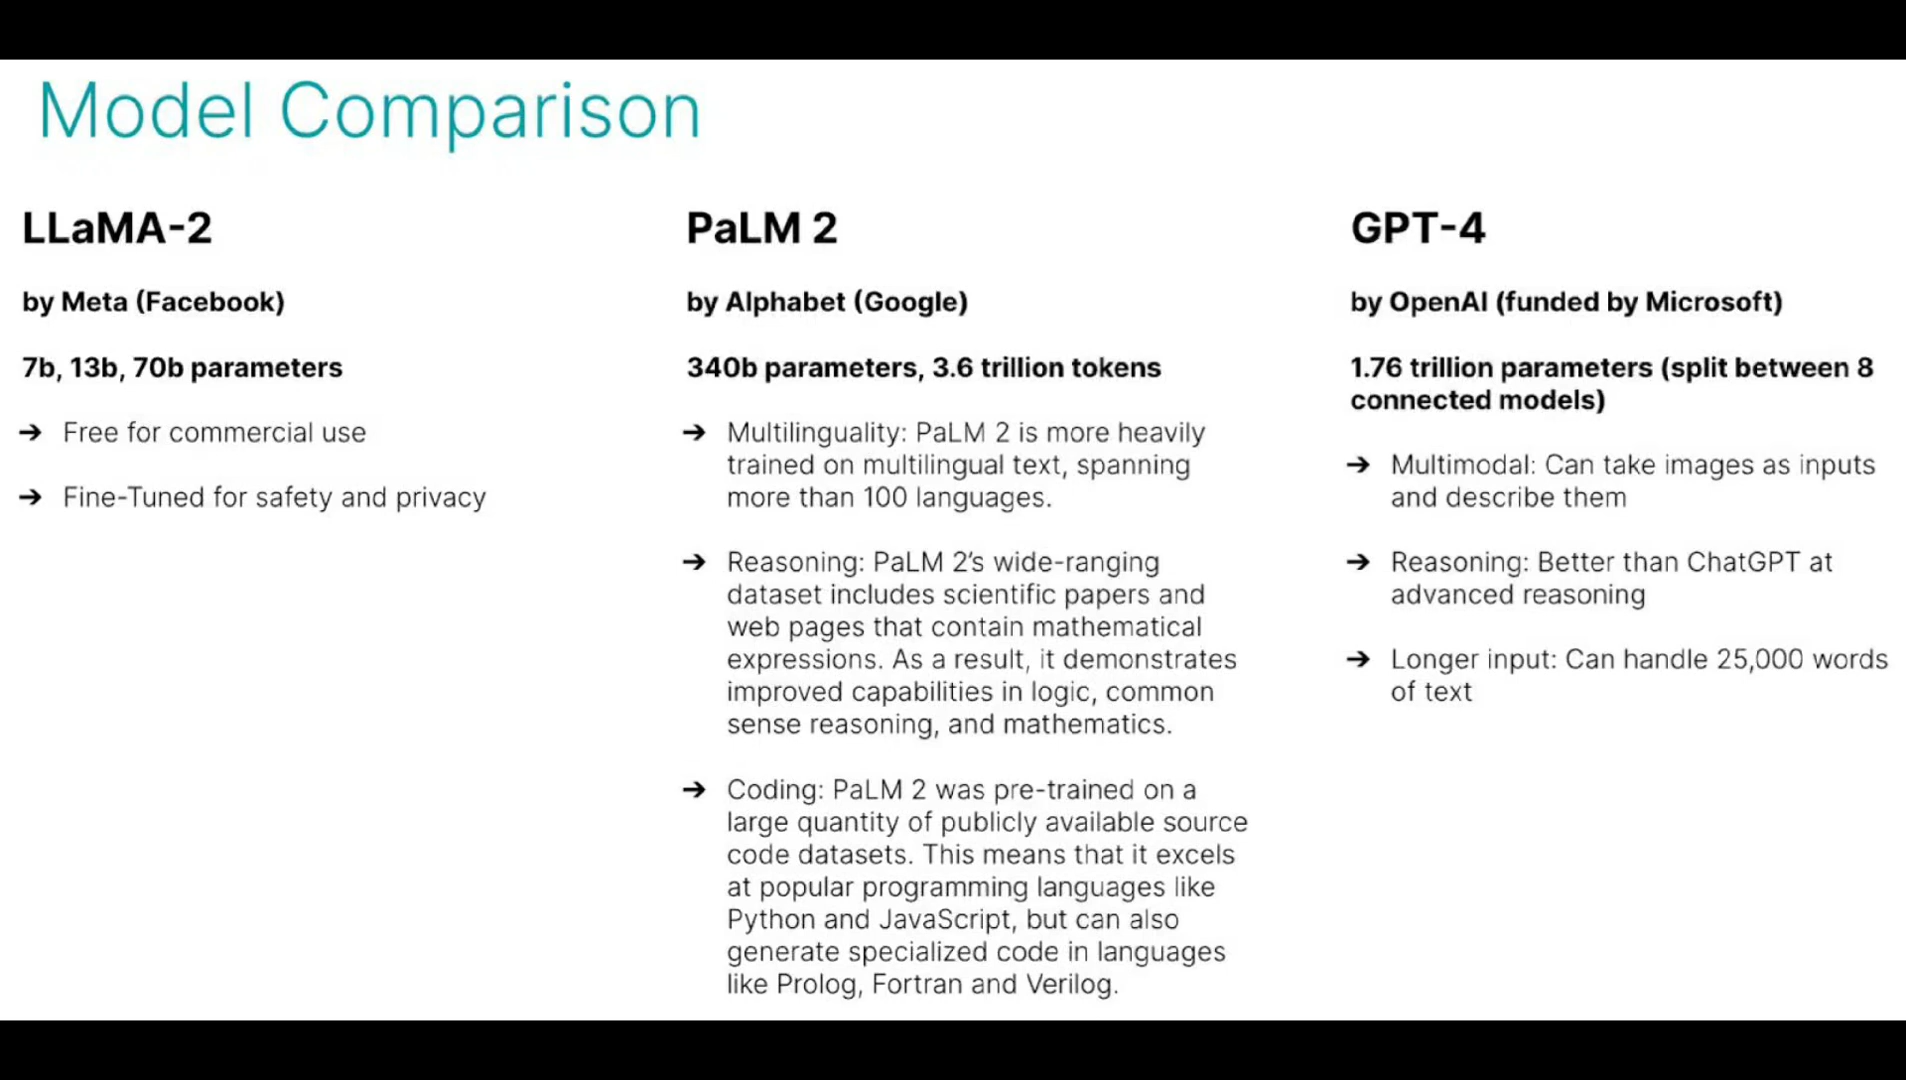 Model Comparison
LLaMA-2
by Meta (Facebook)
7b, 13b, 70b parameters
➔ Free for commercial use
➔ Fine-Tuned for safety and privacy
PaLM 2
by Alphabet (Google)
340b parameters, 3.6 trillion tokens
➔ Multilinguality: PaLM 2 is more heavily
trained on multilingual text, spanning
more than 100 languages.
➔ Reasoning: PaLM 2’s wide-ranging
dataset includes scientific papers and
web pages that contain mathematical
expressions. As a result, it demonstrates
improved capabilities in logic, common
sense reasoning, and mathematics.
➔ Coding: PaLM 2 was pre-trained on a
large quantity of publicly available source
code datasets. This means that it excels
at popular programming languages like
Python and JavaScript, but can also
generate specialized code in languages
like Prolog, Fortran and Verilog.
GPT-4
by OpenAI (funded by Microsoft)
1.76 trillion parameters (split between 8
connected models)
➔ Multimodal: Can take images as inputs
and describe them
➔ Reasoning: Better than ChatGPT at
advanced reasoning
➔ Longer input: Can handle 25,000 words
of text